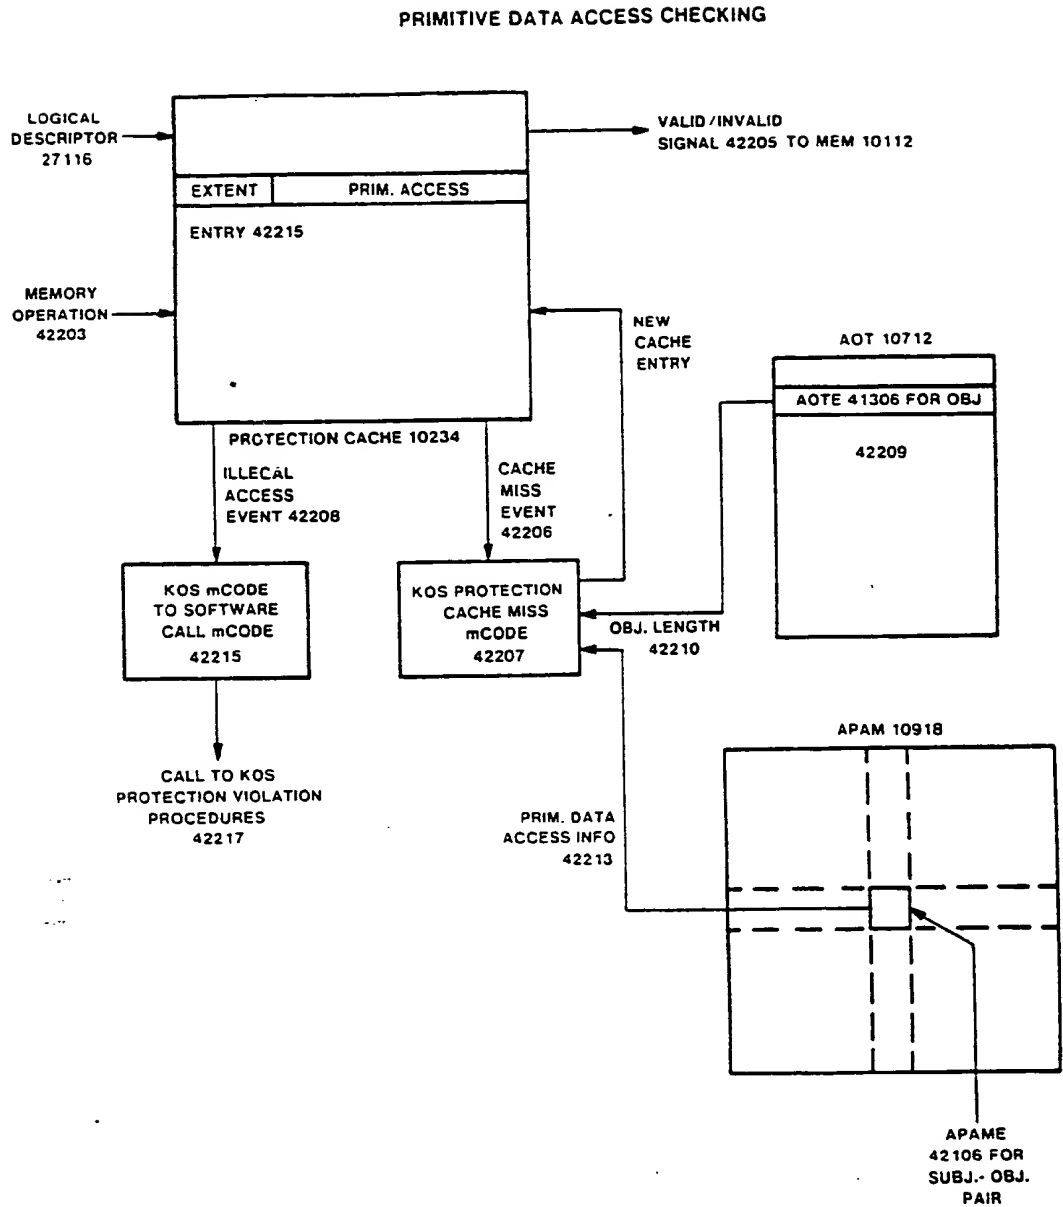 PRIMITIVE DATA ACCESS CHECKING
LOGICAL
DESCRIPTOR
27116
VALID/INVALID
SIGNAL 42205 TO MEM 10112
EXTENT
PRIM. ACCESS
ENTRY 42215
MEMORY
OPERATION
42203
NEW
CACHE
ENTRY
AOT 10712
AOTE 41306 FOR OBJ
42209
PROTECTION CACHE 10234
ILLEGAL
ACCESS
EVENT 42208
CACHE
MISS
EVENT
42206
KOS mCODE
TO SOFTWARE
CALL mCODE
42215
KOS PROTECTION
CACHE MISS
mCODE
42207
OBJ. LENGTH
42210
CALL TO KOS
PROTECTION VIOLATION
PROCEDURES
42217
APAM 10918
PRIM. DATA
ACCESS INFO
42213
APAME
42106 FOR
SUBJ.- OBJ.
PAIR